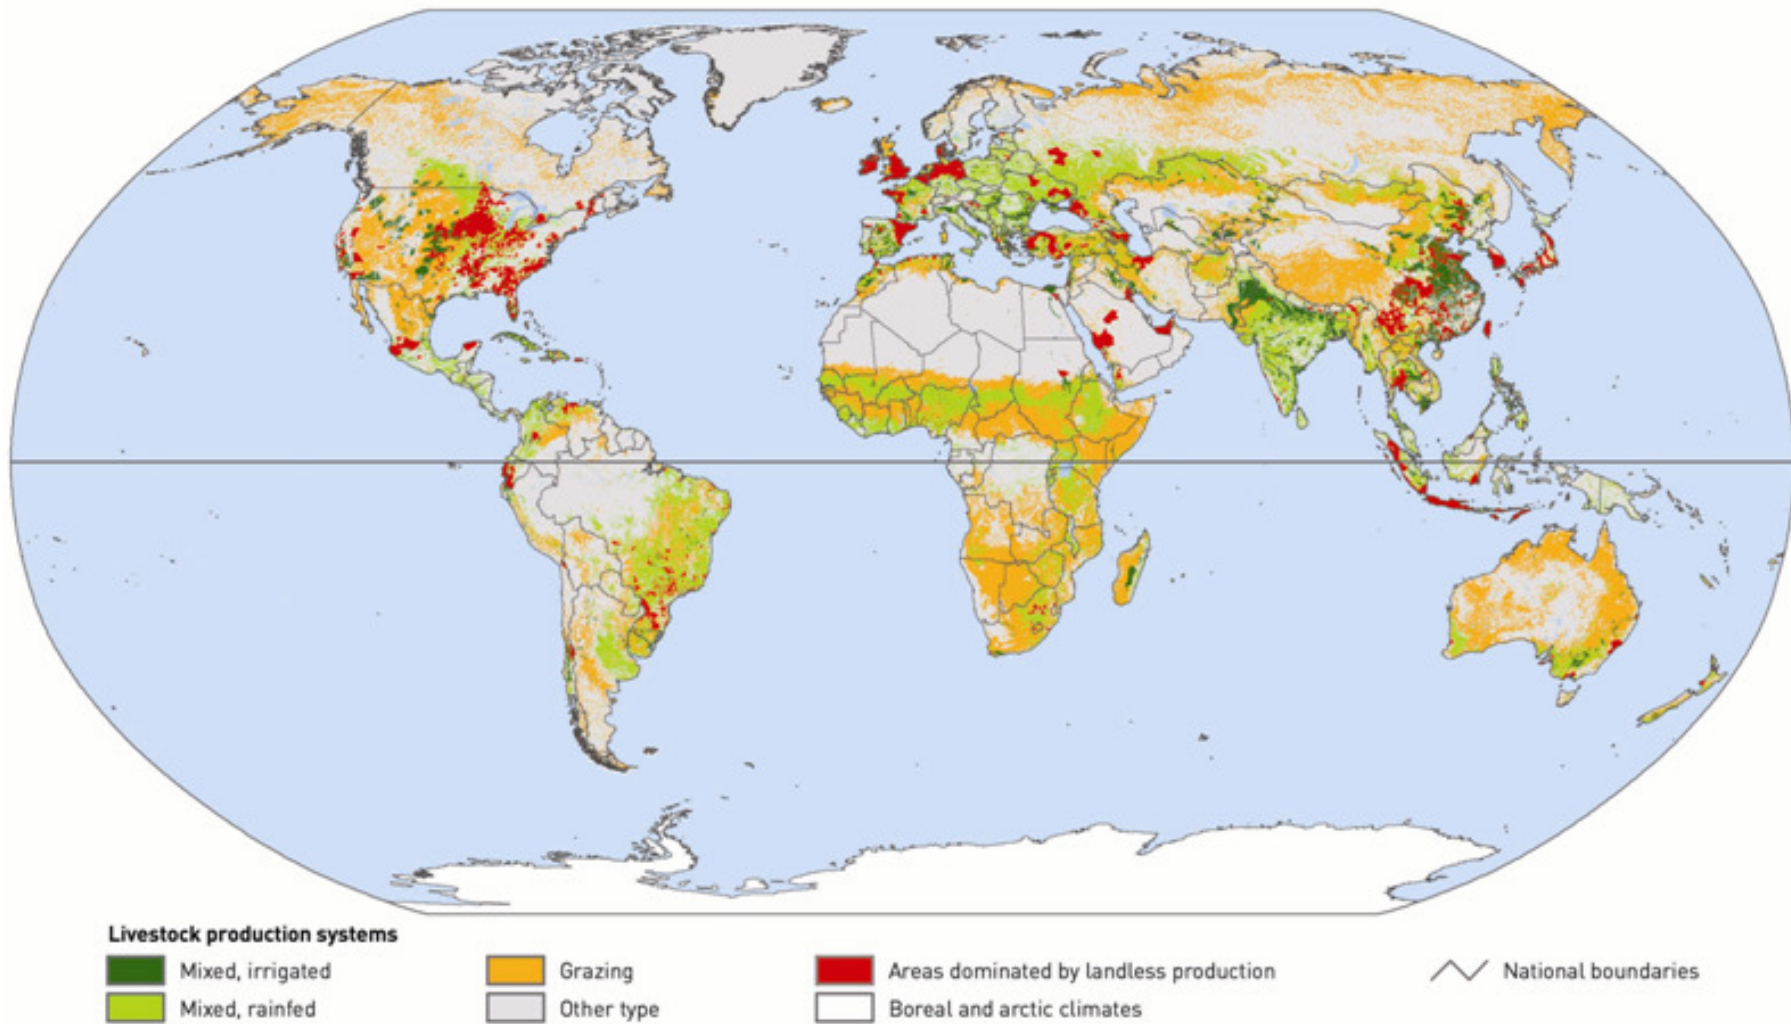 Livestock production systems
Mixed, irrigated
Grazing
Areas dominated by landless production
National boundaries
Mixed, rainfed
Other type
Boreal and arctic climates